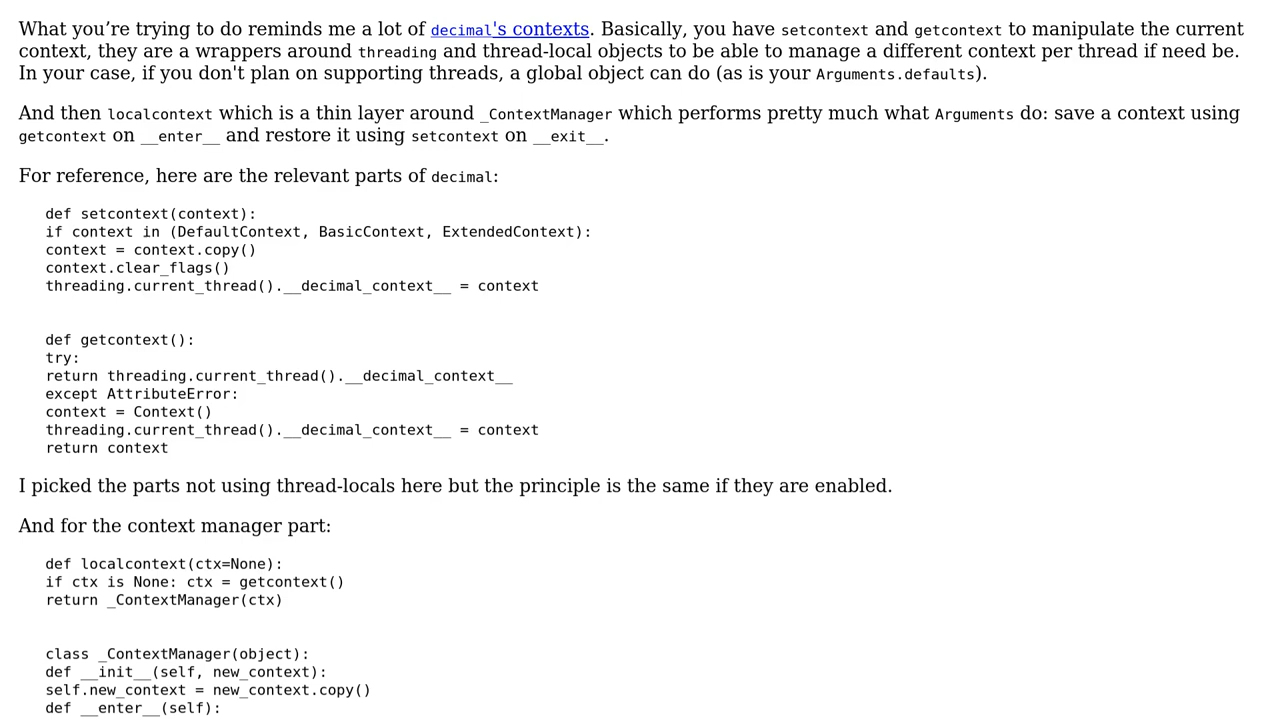 What you’re trying to do reminds me a lot of decimal's contexts. Basically, you have setcontext and getcontext to manipulate the current
context, they are a wrappers around threading and thread-local objects to be able to manage a different context per thread if need be.
In your case, if you don't plan on supporting threads, a global object can do (as is your Arguments.defaults).
And then localcontext which is a thin layer around _ContextManager which performs pretty much what Arguments do: save a context using
getcontext on __enter__ and restore it using setcontext on __exit__.
For reference, here are the relevant parts of decimal:
def setcontext(context):
if context in (DefaultContext, BasicContext, ExtendedContext):
context = context.copy()
context.clear_flags()
threading.current_thread().__decimal_context__ = context
def getcontext():
try:
return threading.current_thread().__decimal_context__
except AttributeError:
context = Context()
threading.current_thread().__decimal_context__ = context
return context
I picked the parts not using thread-locals here but the principle is the same if they are enabled.
And for the context manager part:
def localcontext(ctx=None):
if ctx is None: ctx = getcontext()
return _ContextManager(ctx)
class _ContextManager(object):
def __init__(self, new_context):
self.new_context = new_context.copy()
def __enter__(self):